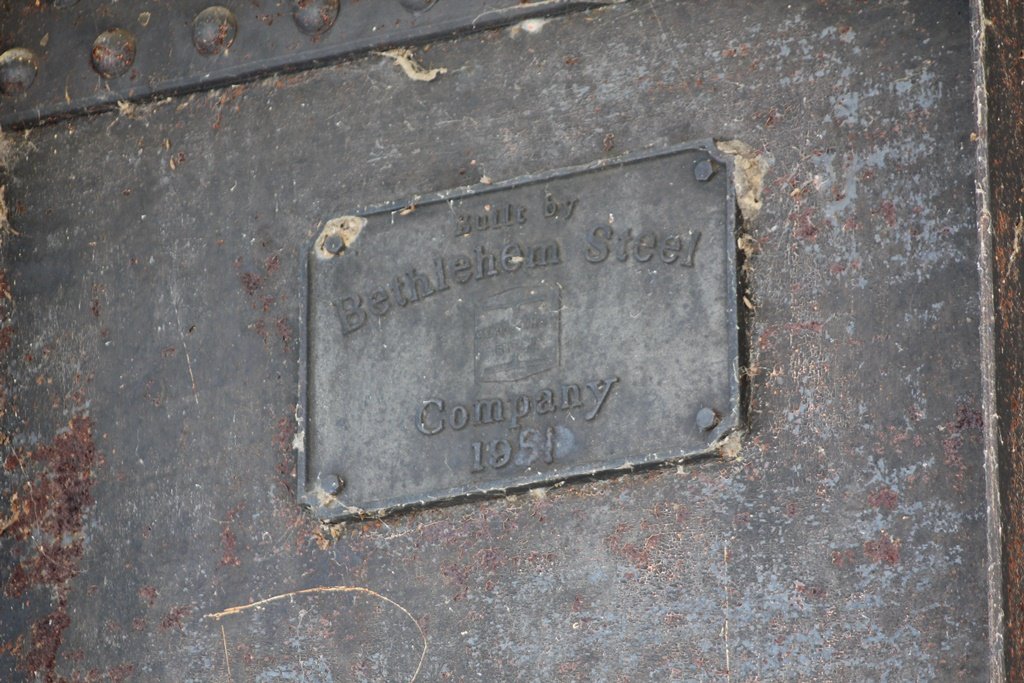 Built by
Bethlehem Steel
Company
1951